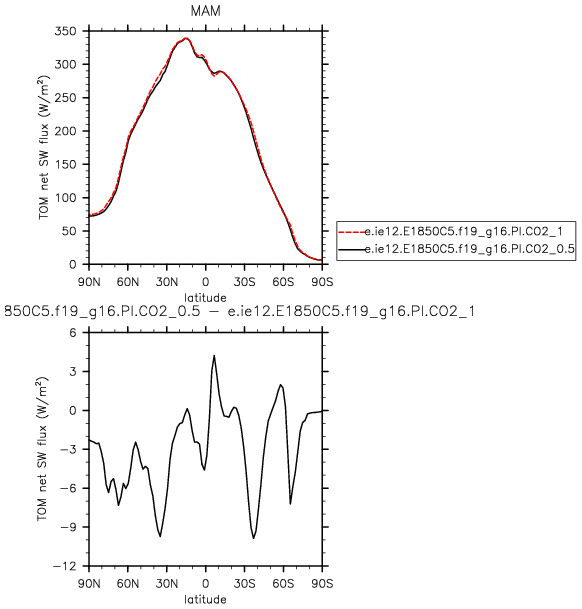 MAM
TOM net SW flux (W/m²)
350
300
250
200
150
100
50
0
90N 60N 30N 0 30S 60S 90S
latitude
e.ie12.E1850C5.f19_g16.PI.CO2_1
e.ie12.E1850C5.f19_g16.PI.CO2_0.5
850C5.f19_g16.PI.CO2_0.5 − e.ie12.E1850C5.f19_g16.PI.CO2_1
TOM net SW flux (W/m²)
6
3
0
−3
−6
−9
−12
90N 60N 30N 0 30S 60S 90S
latitude